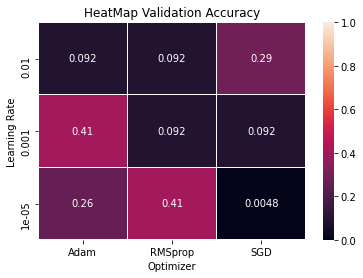 HeatMap Validation Accuracy
1.0
0.8
0.6
0.4
0.2
0.0
Learning Rate
0.01
0.092
0.092
0.29
0.001
0.41
0.092
0.092
1e-05
0.26
0.41
0.0048
Adam
RMSprop
SGD
Optimizer